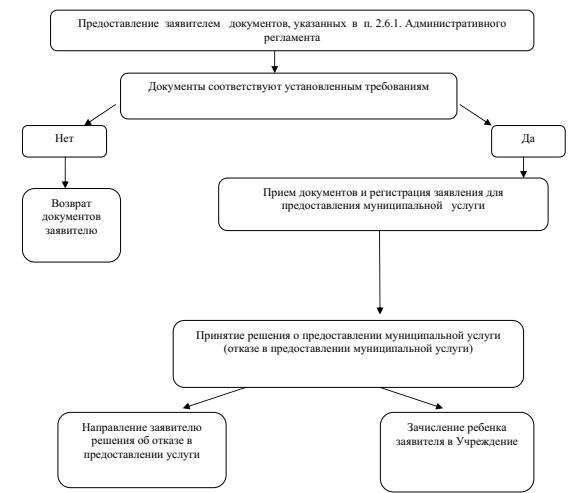 Предоставление заявителем документов, указанных в п. 2.6.1. Административного
регламента
Документы соответствуют установленным требованиям
Нет
Да
Возврат
документов
заявителю
Прием документов и регистрация заявления для
предоставления муниципальной услуги
Принятие решения о предоставлении муниципальной услуги
(отказе в предоставлении муниципальной услуги)
Направление заявителю
решения об отказе в
предоставлении услуги
Зачисление ребенка
заявителя в Учреждение